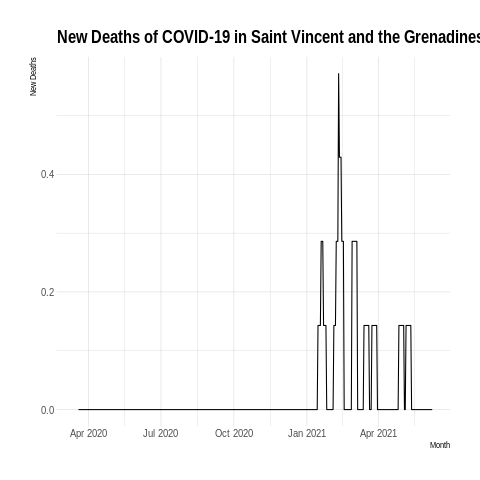 New Deaths of COVID-19 in Saint Vincent and the Grenadines
New Deaths
0.4
0.2
0.0
Apr 2020 Jul 2020 Oct 2020 Jan 2021 Apr 2021
Month